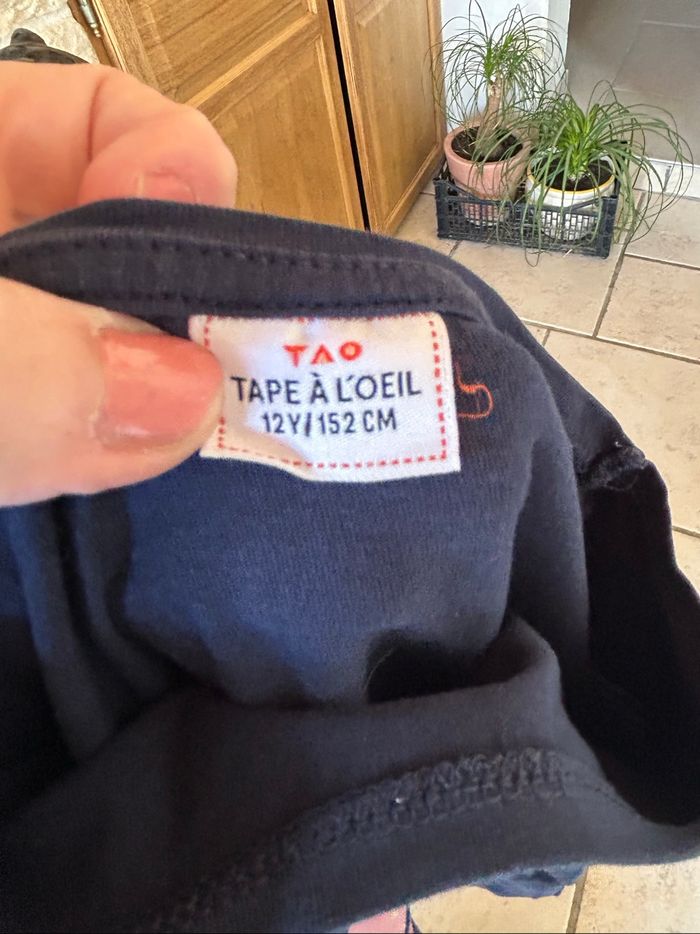 TAO
TAPE À L'OEIL
12Y/152 CM